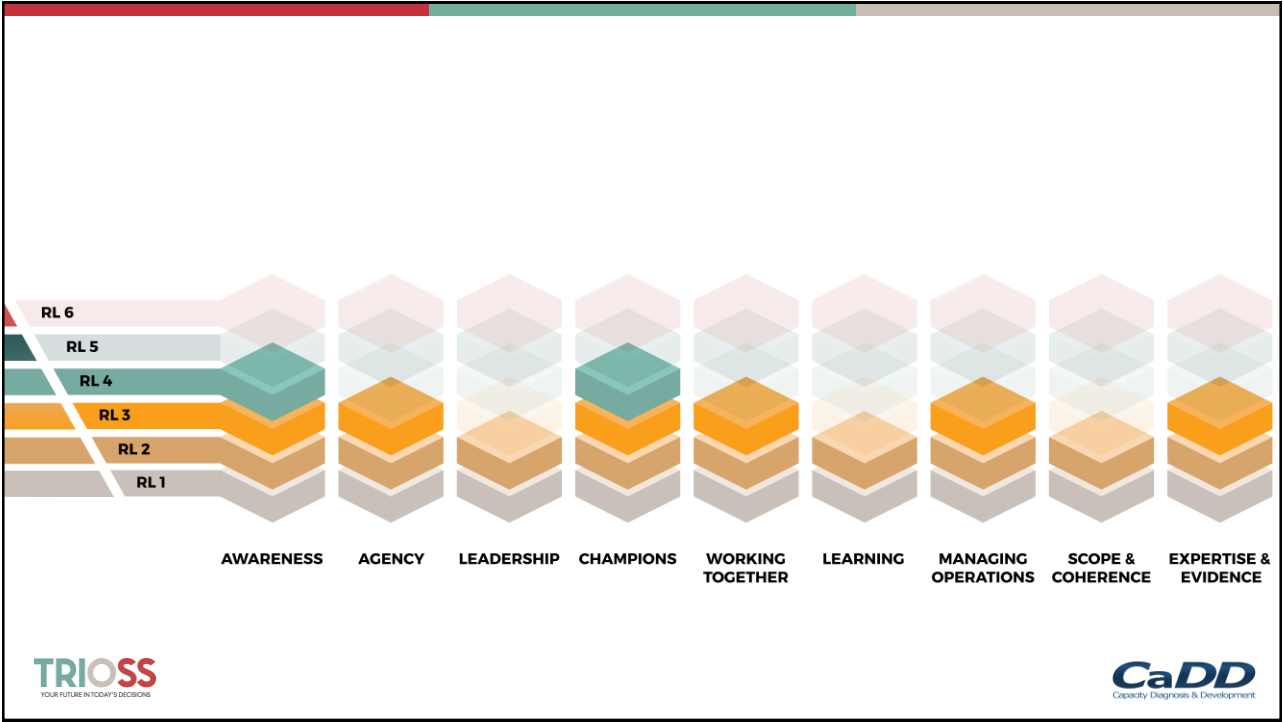 RL 6
RL 5
RL 4
RL 3
RL 2
RL 1
AWARENESS
AGENCY
LEADERSHIP
CHAMPIONS
WORKING
TOGETHER
LEARNING
MANAGING
OPERATIONS
SCOPE &
COHERENCE
EXPERTISE &
EVIDENCE
TRIOSS
YOUR FUTURE IN TODAY'S DECISIONS
CaDD
Capacity Diagnosis & Development